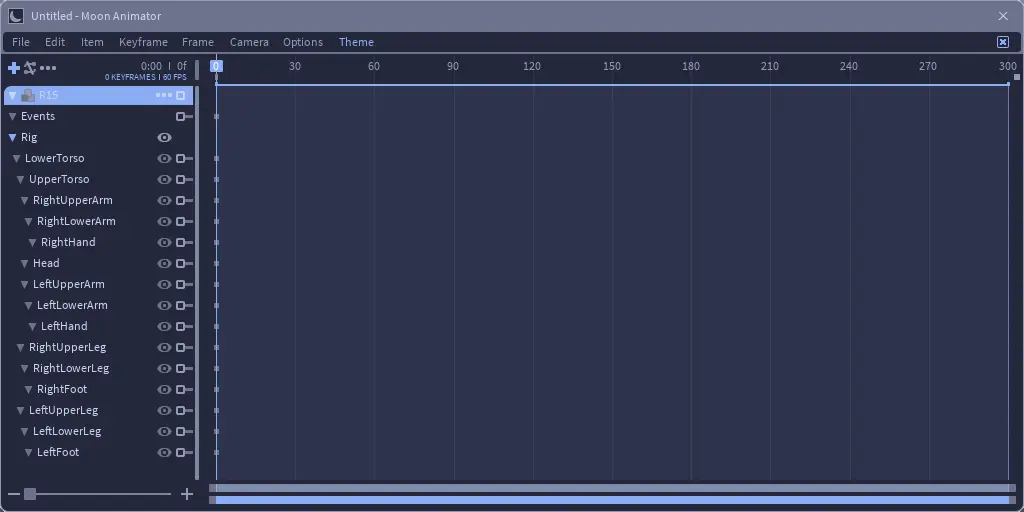 Untitled - Moon Animator
File Edit Item Keyframe Frame Camera Options Theme
0:00 | 0f
0 KEYFRAMES | 60 FPS
0 30 60 90 120 150 180 210 240 270 300
R15
Events
Rig
LowerTorso
UpperTorso
RightUpperArm
RightLowerArm
RightHand
Head
LeftUpperArm
LeftLowerArm
LeftHand
RightUpperLeg
RightLowerLeg
RightFoot
LeftUpperLeg
LeftLowerLeg
LeftFoot